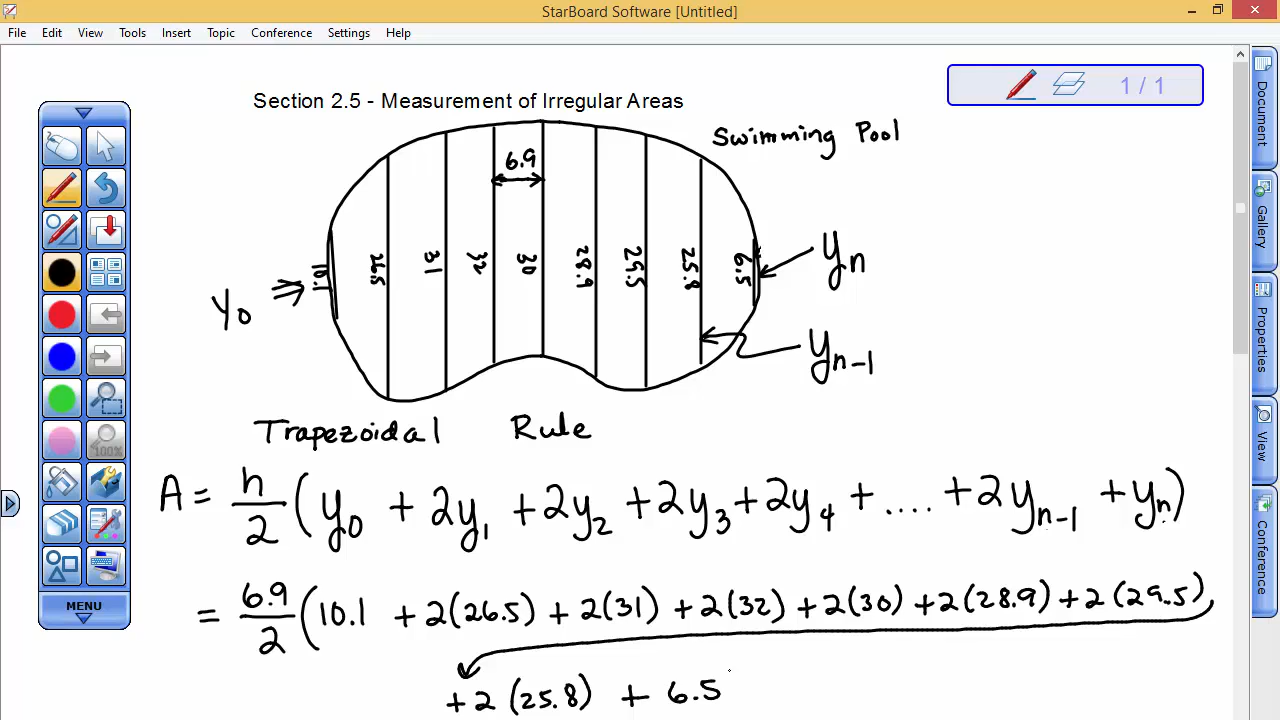 StarBoard Software [Untitled]
File Edit View Tools Insert Topic Conference Settings Help
Section 2.5 - Measurement of Irregular Areas
1 / 1
Swimming Pool
6.9
10.1 26.5 31 32 30 28.9 29.5 25.8 6.5
y0
yn
yn-1
Trapezoidal Rule
A = h/2 (y0 + 2y1 + 2y2 + 2y3 + 2y4 + .... + 2yn-1 + yn)
= 6.9/2 (10.1 + 2(26.5) + 2(31) + 2(32) + 2(30) + 2(28.9) + 2(29.5)
+ 2(25.8) + 6.5
100%
MENU
Document
Gallery
Properties
View
Conference